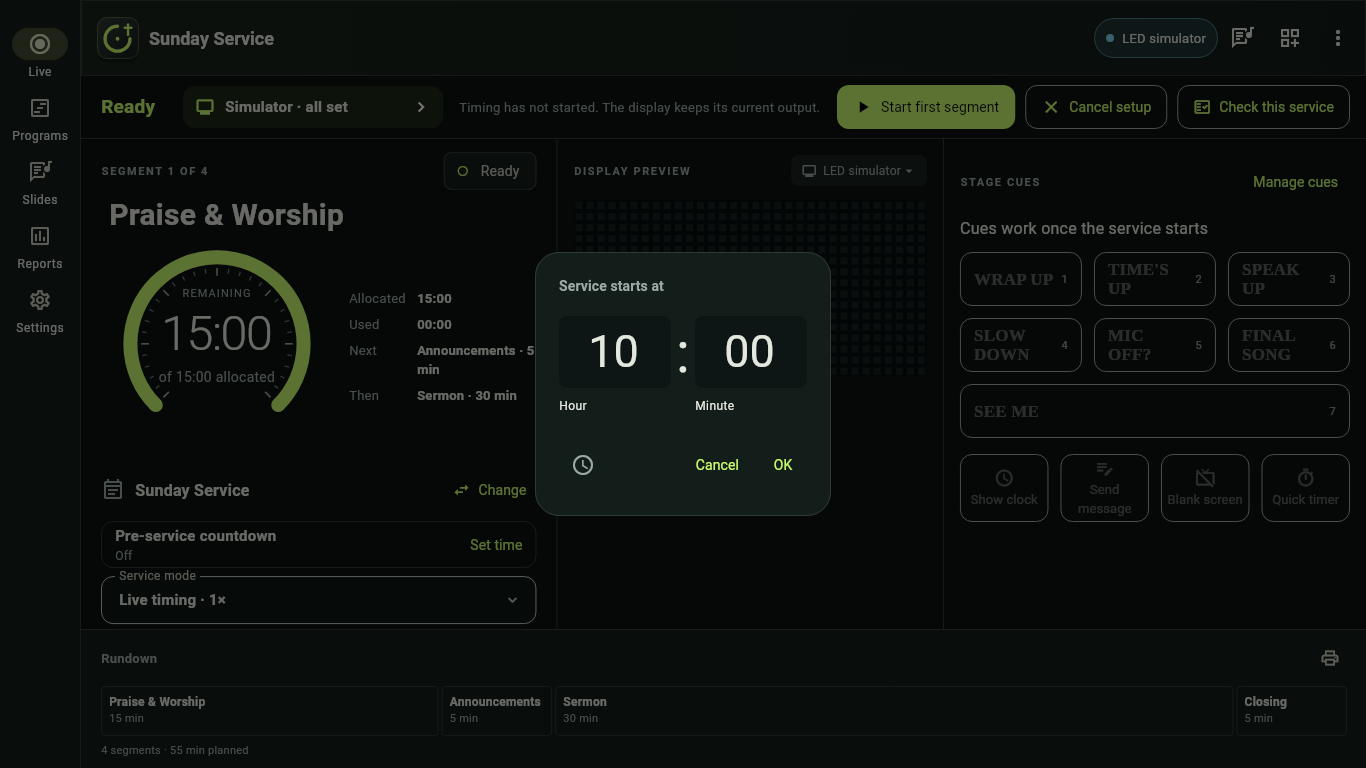 Sunday Service
LED simulator
Live
Programs
Slides
Reports
Settings
Ready
Simulator · all set
Timing has not started. The display keeps its current output.
Start first segment
Cancel setup
Check this service
SEGMENT 1 OF 4
Ready
Praise & Worship
REMAINING
15:00
of 15:00 allocated
Allocated 15:00
Used 00:00
Next Announcements · 5
min
Then Sermon · 30 min
Sunday Service
Change
Pre-service countdown
Off
Set time
Service mode
Live timing · 1×
DISPLAY PREVIEW
LED simulator
Service starts at
10 : 00
Hour Minute
Cancel OK
STAGE CUES
Manage cues
Cues work once the service starts
WRAP UP 1
TIME'S
UP 2
SPEAK
UP 3
SLOW
DOWN 4
MIC
OFF? 5
FINAL
SONG 6
SEE ME 7
Show clock
Send
message
Blank screen
Quick timer
Rundown
Praise & Worship
15 min
Announcements
5 min
Sermon
30 min
Closing
5 min
4 segments · 55 min planned